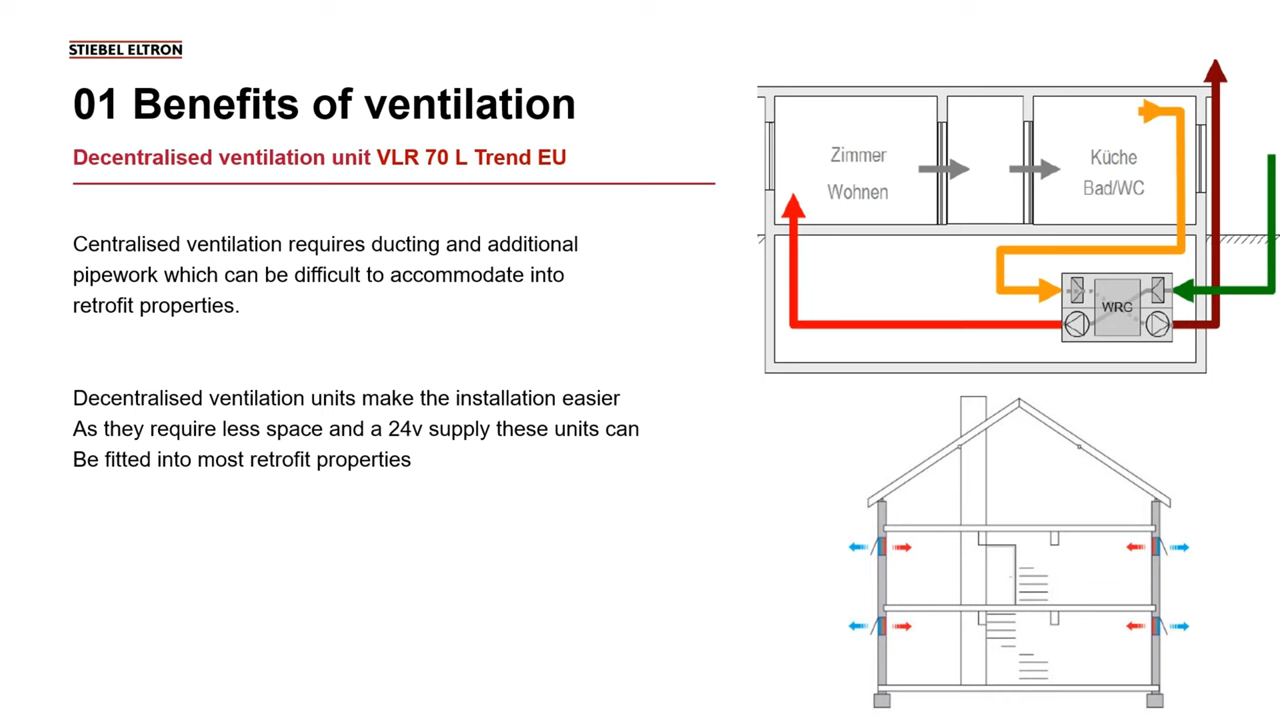 STIEBEL ELTRON
01 Benefits of ventilation
Decentralised ventilation unit VLR 70 L Trend EU
Centralised ventilation requires ducting and additional
pipework which can be difficult to accommodate into
retrofit properties.
Decentralised ventilation units make the installation easier
As they require less space and a 24v supply these units can
Be fitted into most retrofit properties
Zimmer
Wohnen
Küche
Bad/WC
WRG